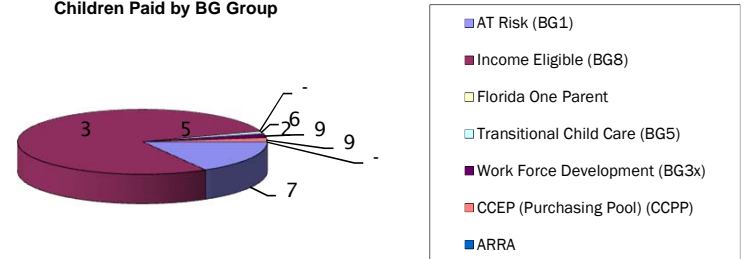 Children Paid by BG Group
AT Risk (BG1)
Income Eligible (BG8)
Florida One Parent
Transitional Child Care (BG5)
Work Force Development (BG3x)
CCEP (Purchasing Pool) (CCPP)
ARRA
-
3 5 2 6 9 9
-
7